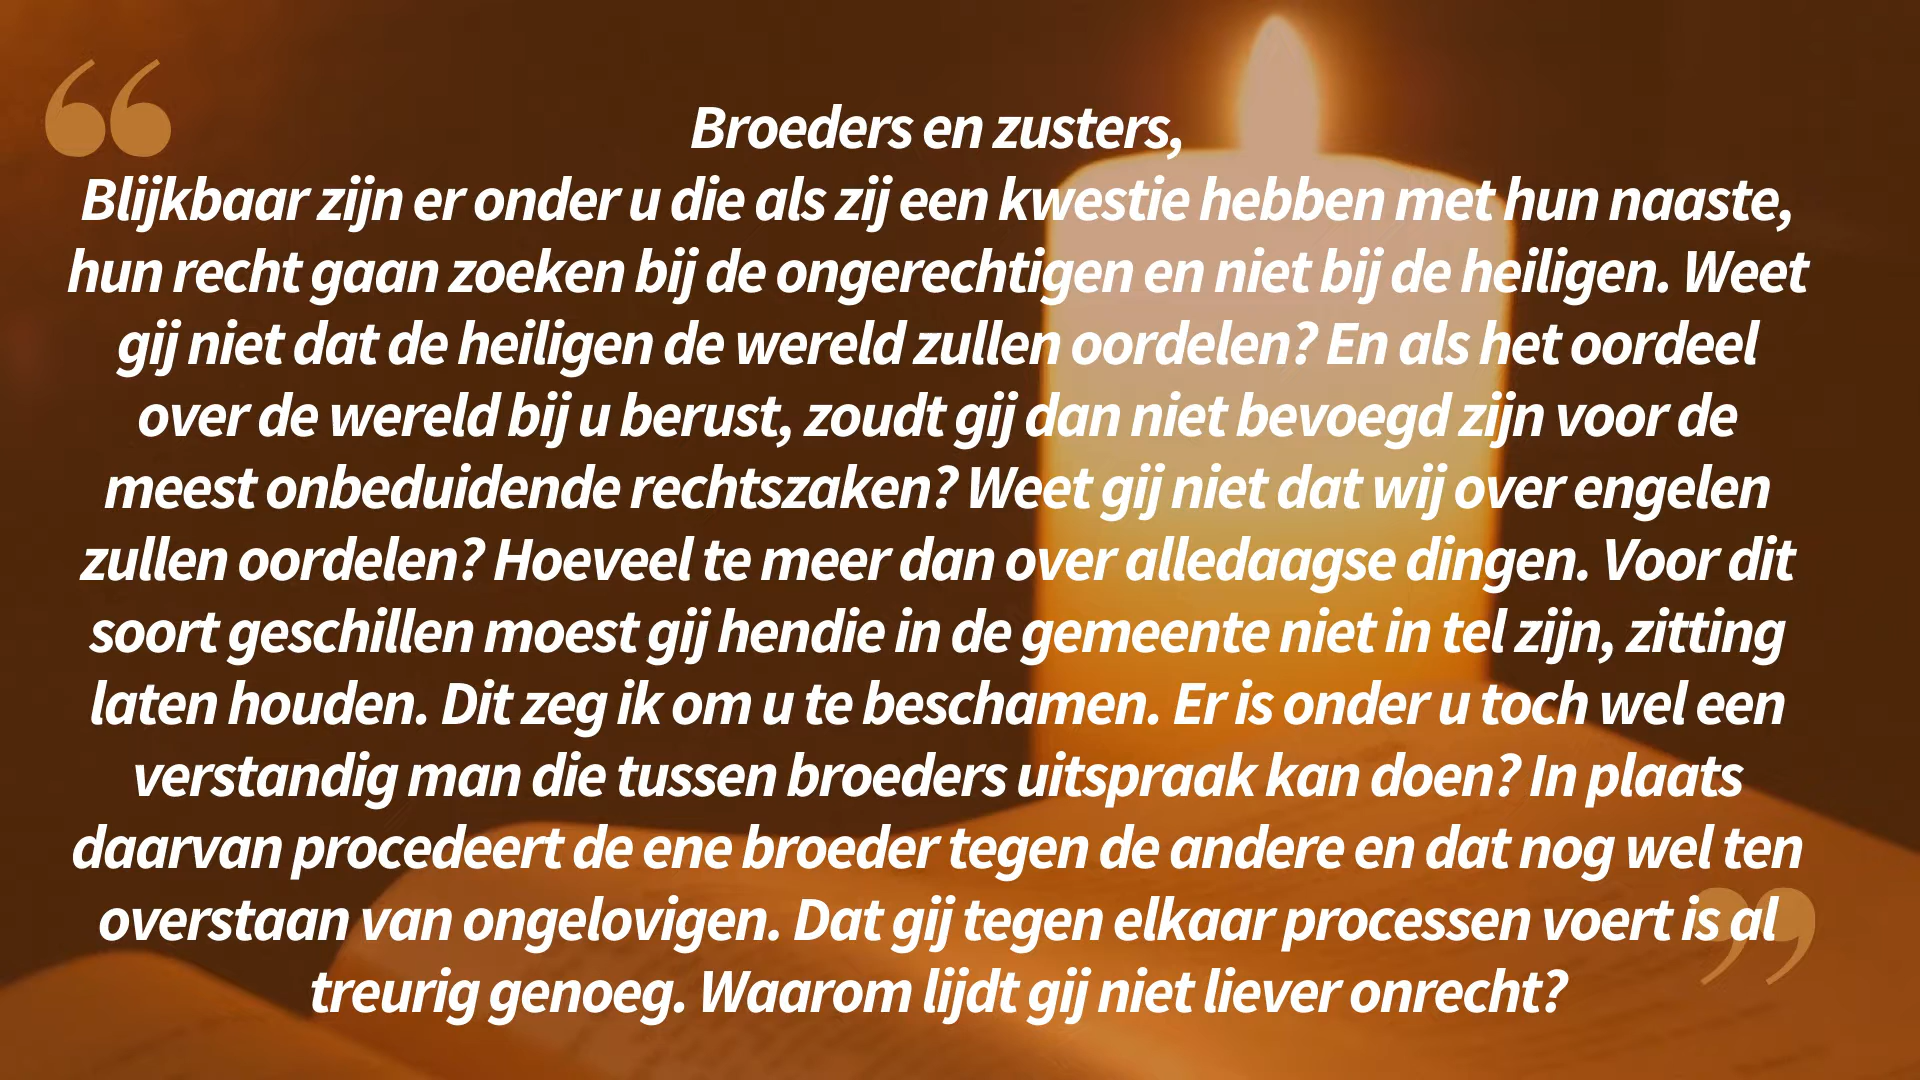 “
Broeders en zusters,
Blijkbaar zijn er onder u die als zij een kwestie hebben met hun naaste,
hun recht gaan zoeken bij de ongerechtigen en niet bij de heiligen. Weet
gij niet dat de heiligen de wereld zullen oordelen? En als het oordeel
over de wereld bij u berust, zoudt gij dan niet bevoegd zijn voor de
meest onbeduidende rechtszaken? Weet gij niet dat wij over engelen
zullen oordelen? Hoeveel te meer dan over alledaagse dingen. Voor dit
soort geschillen moest gij hendie in de gemeente niet in tel zijn, zitting
laten houden. Dit zeg ik om u te beschamen. Er is onder u toch wel een
verstandig man die tussen broeders uitspraak kan doen? In plaats
daarvan procedeert de ene broeder tegen de andere en dat nog wel ten
overstaan van ongelovigen. Dat gij tegen elkaar processen voert is al
treurig genoeg. Waarom lijdt gij niet liever onrecht?
”